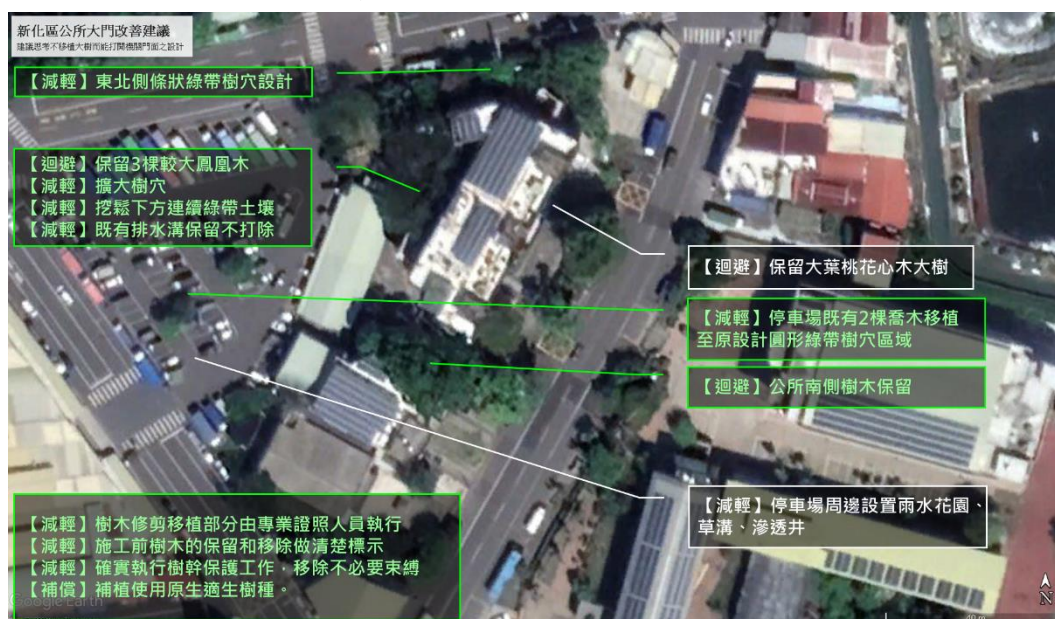 新化區公所大門改善建議
建議思考不移植大樹而能打開機關門面之設計
【減輕】東北側條狀綠帶樹穴設計
【迴避】保留3棵較大鳳凰木
【減輕】擴大樹穴
【減輕】挖鬆下方連續綠帶土壤
【減輕】既有排水溝保留不打除
【迴避】保留大葉桃花心木大樹
【減輕】停車場既有2棵喬木移植
至原設計圓形綠帶樹穴區域
【迴避】公所南側樹木保留
【減輕】停車場周邊設置雨水花園、
草溝、滲透井
【減輕】樹木修剪移植部分由專業證照人員執行
【減輕】施工前樹木的保留和移除做清楚標示
【減輕】確實執行樹幹保護工作，移除不必要束縛
【補償】補植使用原生適生樹種。
Google Earth
N
40 m